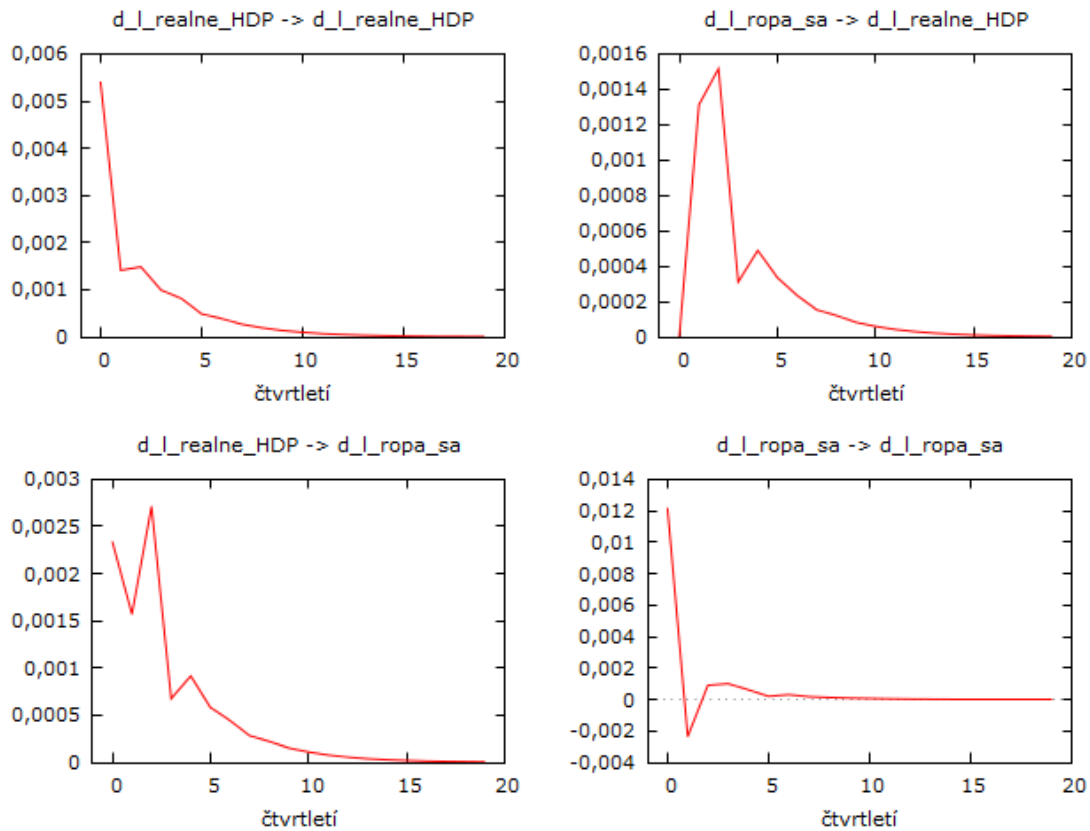 d_l_realne_HDP -> d_l_realne_HDP
0,006
0,005
0,004
0,003
0,002
0,001
0
0 5 10 15 20
čtvrtletí
d_l_ropa_sa -> d_l_realne_HDP
0,0016
0,0014
0,0012
0,001
0,0008
0,0006
0,0004
0,0002
0
0 5 10 15 20
čtvrtletí
d_l_realne_HDP -> d_l_ropa_sa
0,003
0,0025
0,002
0,0015
0,001
0,0005
0
0 5 10 15 20
čtvrtletí
d_l_ropa_sa -> d_l_ropa_sa
0,014
0,012
0,01
0,008
0,006
0,004
0,002
0
-0,002
-0,004
0 5 10 15 20
čtvrtletí